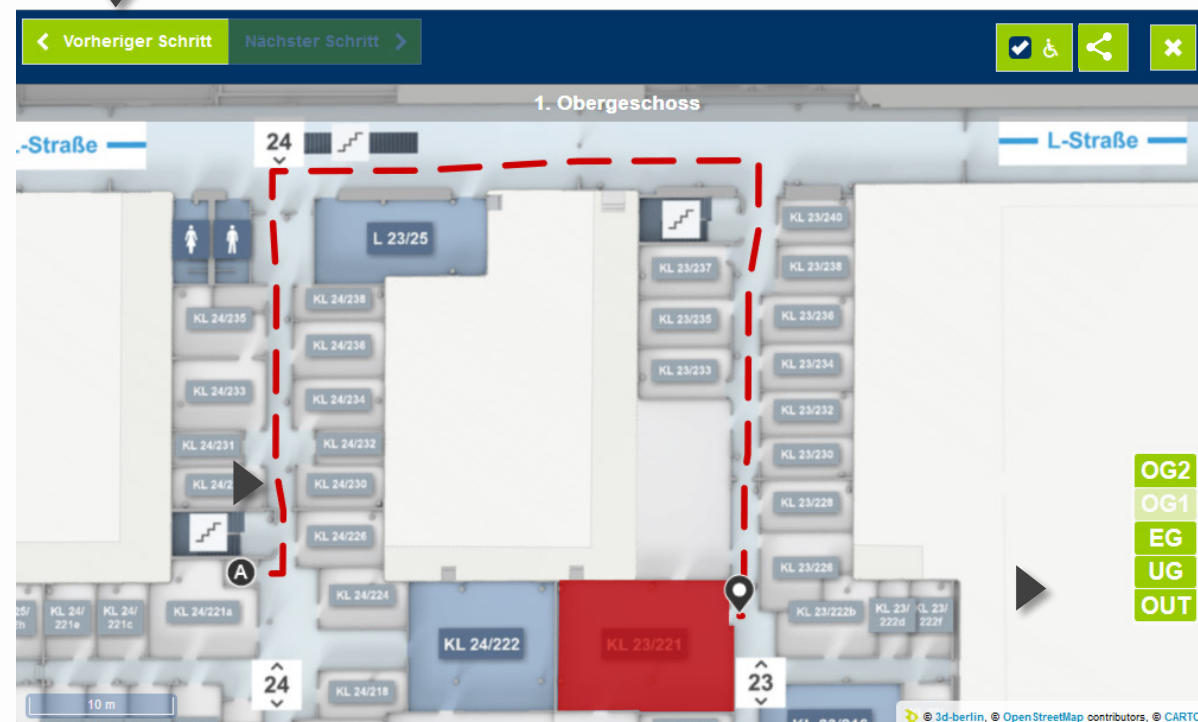 Vorheriger Schritt
Nächster Schritt
1. Obergeschoss
-Straße
24
L-Straße
L 23/25
KL 23/240
KL 23/237
KL 23/238
KL 24/238
KL 24/235
KL 23/235
KL 23/236
KL 24/236
KL 23/233
KL 23/234
KL 24/233
KL 24/234
KL 23/232
KL 24/231
KL 24/232
KL 23/230
KL 24/2
KL 24/230
KL 23/228
OG2
OG1
EG
UG
OUT
KL 24/226
A
KL 23/226
KL 24/224
KL 24/
221e
KL 24/
221c
KL 24/221a
KL 23/222b
KL 23/
222d
KL 23/
222f
KL 24/222
KL 23/221
24
KL 24/218
23
10 m
© 3d-berlin, © OpenStreetMap contributors, © CARTO